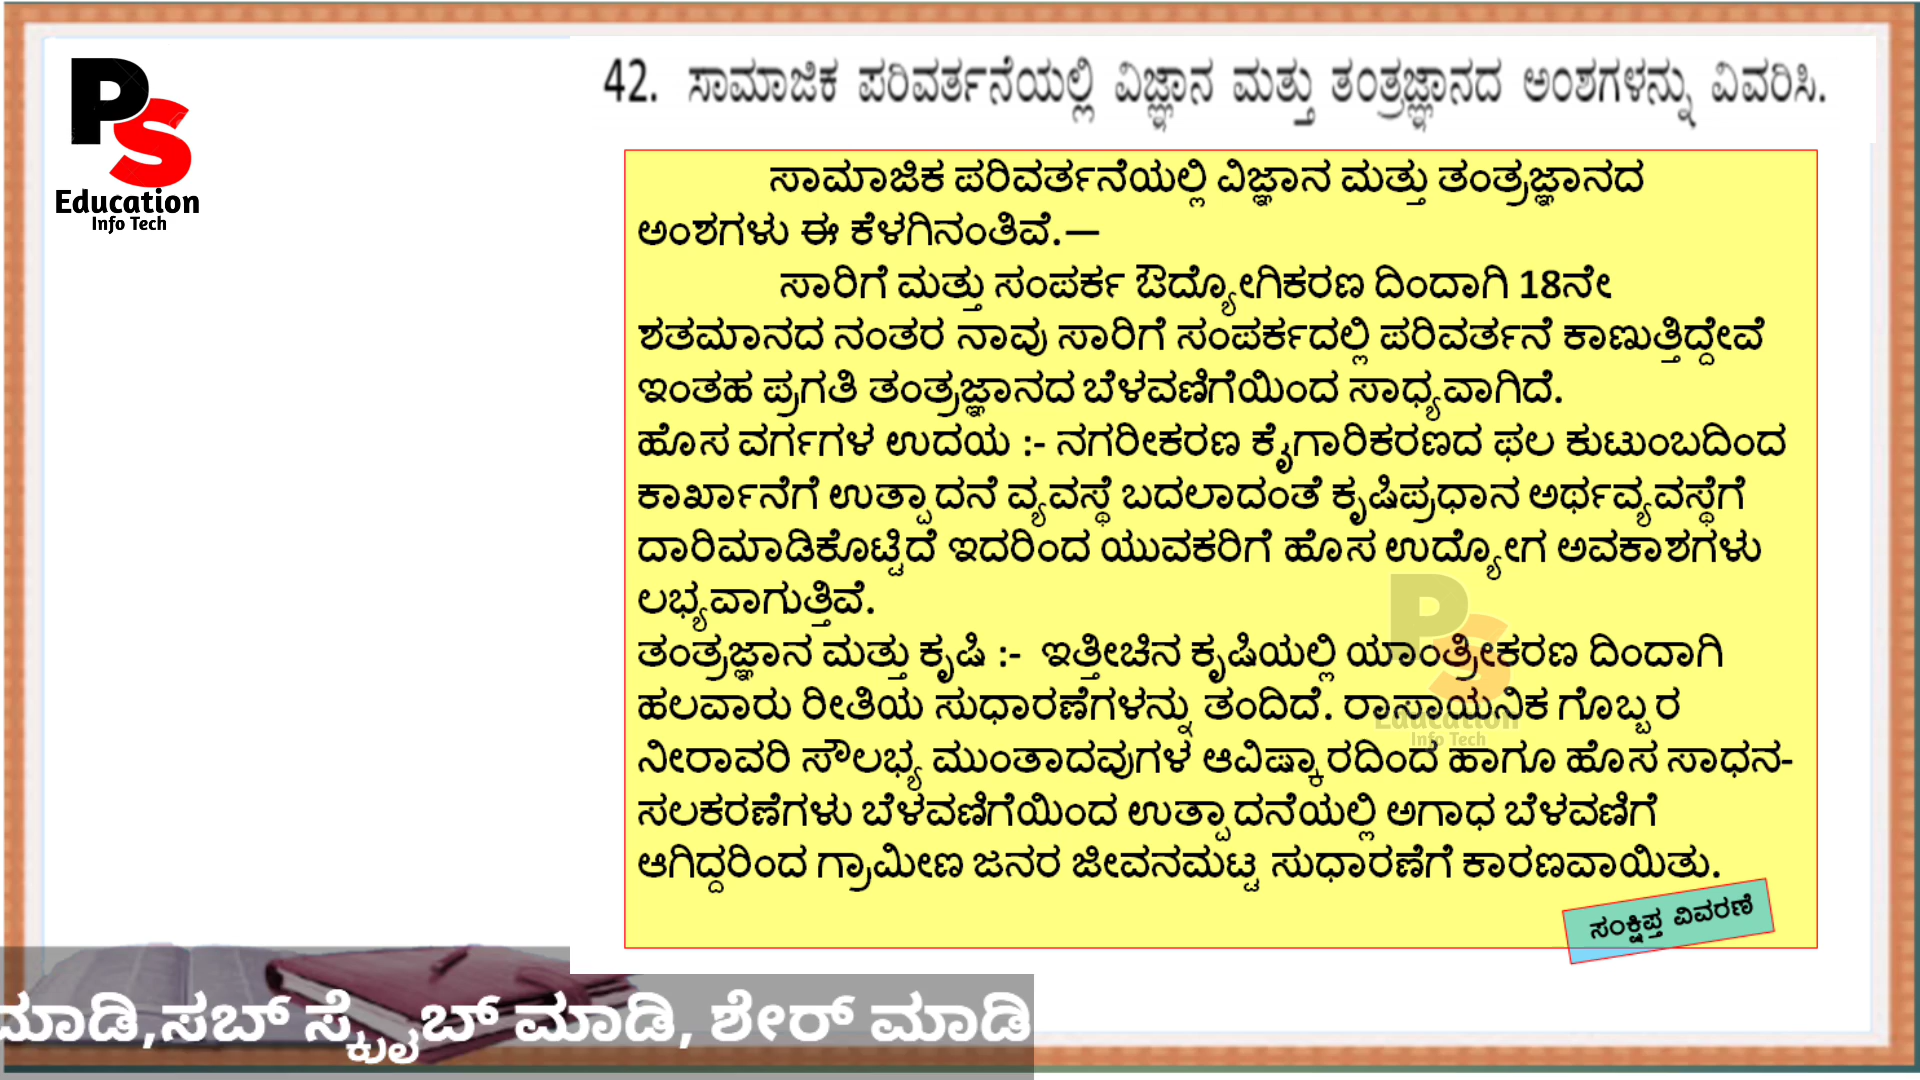 PS
Education
Info Tech
42. ಸಾಮಾಜಿಕ ಪರಿವರ್ತನೆಯಲ್ಲಿ ವಿಜ್ಞಾನ ಮತ್ತು ತಂತ್ರಜ್ಞಾನದ ಅಂಶಗಳನ್ನು ವಿವರಿಸಿ.
ಸಾಮಾಜಿಕ ಪರಿವರ್ತನೆಯಲ್ಲಿ ವಿಜ್ಞಾನ ಮತ್ತು ತಂತ್ರಜ್ಞಾನದ
ಅಂಶಗಳು ಈ ಕೆಳಗಿನಂತಿವೆ.—
ಸಾರಿಗೆ ಮತ್ತು ಸಂಪರ್ಕ ಔದ್ಯೋಗಿಕರಣ ದಿಂದಾಗಿ 18ನೇ
ಶತಮಾನದ ನಂತರ ನಾವು ಸಾರಿಗೆ ಸಂಪರ್ಕದಲ್ಲಿ ಪರಿವರ್ತನೆ ಕಾಣುತ್ತಿದ್ದೇವೆ
ಇಂತಹ ಪ್ರಗತಿ ತಂತ್ರಜ್ಞಾನದ ಬೆಳವಣಿಗೆಯಿಂದ ಸಾಧ್ಯವಾಗಿದೆ.
ಹೊಸ ವರ್ಗಗಳ ಉದಯ :- ನಗರೀಕರಣ ಕೈಗಾರಿಕರಣದ ಫಲ ಕುಟುಂಬದಿಂದ
ಕಾರ್ಖಾನೆಗೆ ಉತ್ಪಾದನೆ ವ್ಯವಸ್ಥೆ ಬದಲಾದಂತೆ ಕೃಷಿಪ್ರಧಾನ ಅರ್ಥವ್ಯವಸ್ಥೆಗೆ
ದಾರಿಮಾಡಿಕೊಟ್ಟಿದೆ ಇದರಿಂದ ಯುವಕರಿಗೆ ಹೊಸ ಉದ್ಯೋಗ ಅವಕಾಶಗಳು
ಲಭ್ಯವಾಗುತ್ತಿವೆ.
ತಂತ್ರಜ್ಞಾನ ಮತ್ತು ಕೃಷಿ :- ಇತ್ತೀಚಿನ ಕೃಷಿಯಲ್ಲಿ ಯಾಂತ್ರೀಕರಣ ದಿಂದಾಗಿ
ಹಲವಾರು ರೀತಿಯ ಸುಧಾರಣೆಗಳನ್ನು ತಂದಿದೆ. ರಾಸಾಯನಿಕ ಗೊಬ್ಬರ
ನೀರಾವರಿ ಸೌಲಭ್ಯ ಮುಂತಾದವುಗಳ ಆವಿಷ್ಕಾರದಿಂದ ಹಾಗೂ ಹೊಸ ಸಾಧನ-
ಸಲಕರಣೆಗಳು ಬೆಳವಣಿಗೆಯಿಂದ ಉತ್ಪಾದನೆಯಲ್ಲಿ ಅಗಾಧ ಬೆಳವಣಿಗೆ
ಆಗಿದ್ದರಿಂದ ಗ್ರಾಮೀಣ ಜನರ ಜೀವನಮಟ್ಟ ಸುಧಾರಣೆಗೆ ಕಾರಣವಾಯಿತು.
PS
Education
Info Tech
ಸಂಕ್ಷಿಪ್ತ ವಿವರಣೆ
ಮಾಡಿ,ಸಬ್ ಸ್ಕ್ರೈಬ್ ಮಾಡಿ, ಶೇರ್ ಮಾಡಿ